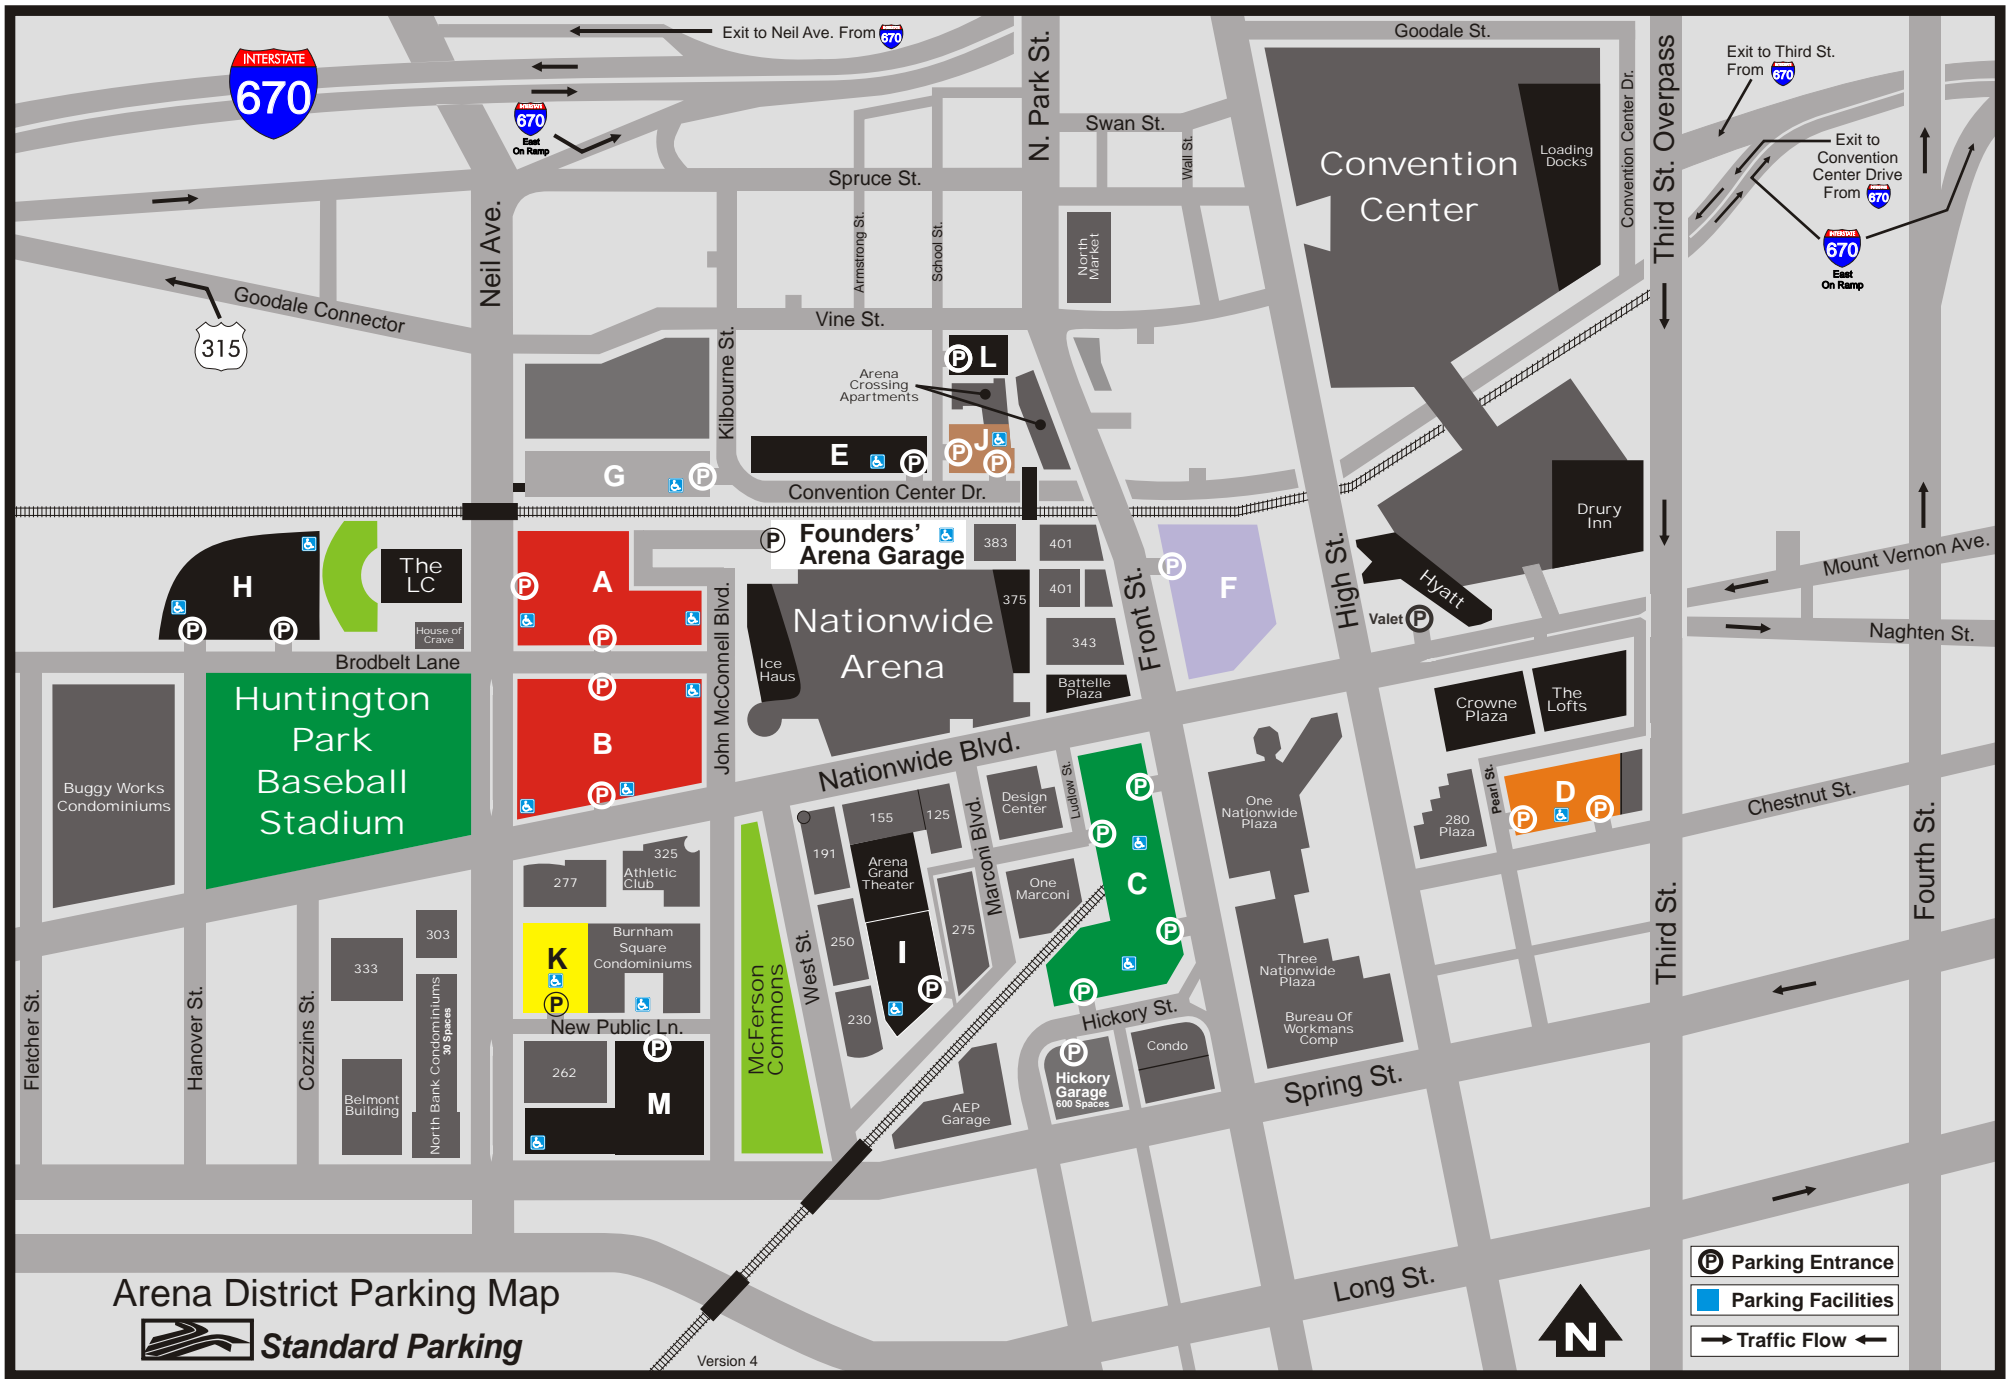 Exit to Neil Ave. From
670
Goodale St.
INTERSTATE
670
N. Park St.
Third St. Overpass
Exit to Third St.
From
670
INTERSTATE
670
East
On Ramp
Swan St.
Wall St.
Convention
Center
Loading
Docks
Convention Center Dr.
Exit to
Convention
Center Drive
From
670
Spruce St.
Neil Ave.
Armstrong St.
School St.
North
Market
INTERSTATE
670
East
On Ramp
Goodale Connector
315
Vine St.
Kilbourne St.
P
L
Arena
Crossing
Apartments
J
P
P
E
P
G
P
Convention Center Dr.
Drury
Inn
P
Founders'
Arena Garage
383
401
401
375
343
Battelle
Plaza
Front St.
P
F
High St.
Hyatt
Valet
P
Mount Vernon Ave.
Naghten St.
H
P
P
The
LC
House of
Crave
A
P
P
Brodbelt Lane
John McConnell Blvd.
Nationwide
Arena
Ice
Haus
Huntington
Park
Baseball
Stadium
Buggy Works
Condominiums
P
B
P
Nationwide Blvd.
Crowne
Plaza
The
Lofts
Pearl St.
D
P
P
280
Plaza
Chestnut St.
Fourth St.
Third St.
One
Nationwide
Plaza
Three
Nationwide
Plaza
Bureau Of
Workmans
Comp
Ludlow St.
Design
Center
Marconi Blvd.
One
Marconi
P
P
C
P
P
155
125
191
Arena
Grand
Theater
250
230
275
I
P
West St.
McFerson
Commons
277
325
Athletic
Club
K
P
Burnham
Square
Condominiums
New Public Ln.
262
P
M
303
333
North Bank Condominiums
30 Spaces
Belmont
Building
Fletcher St.
Hanover St.
Cozzins St.
Hickory St.
P
Hickory
Garage
600 Spaces
Condo
AEP
Garage
Spring St.
Long St.
N
P Parking Entrance
Parking Facilities
Traffic Flow
Arena District Parking Map
Standard Parking
Version 4